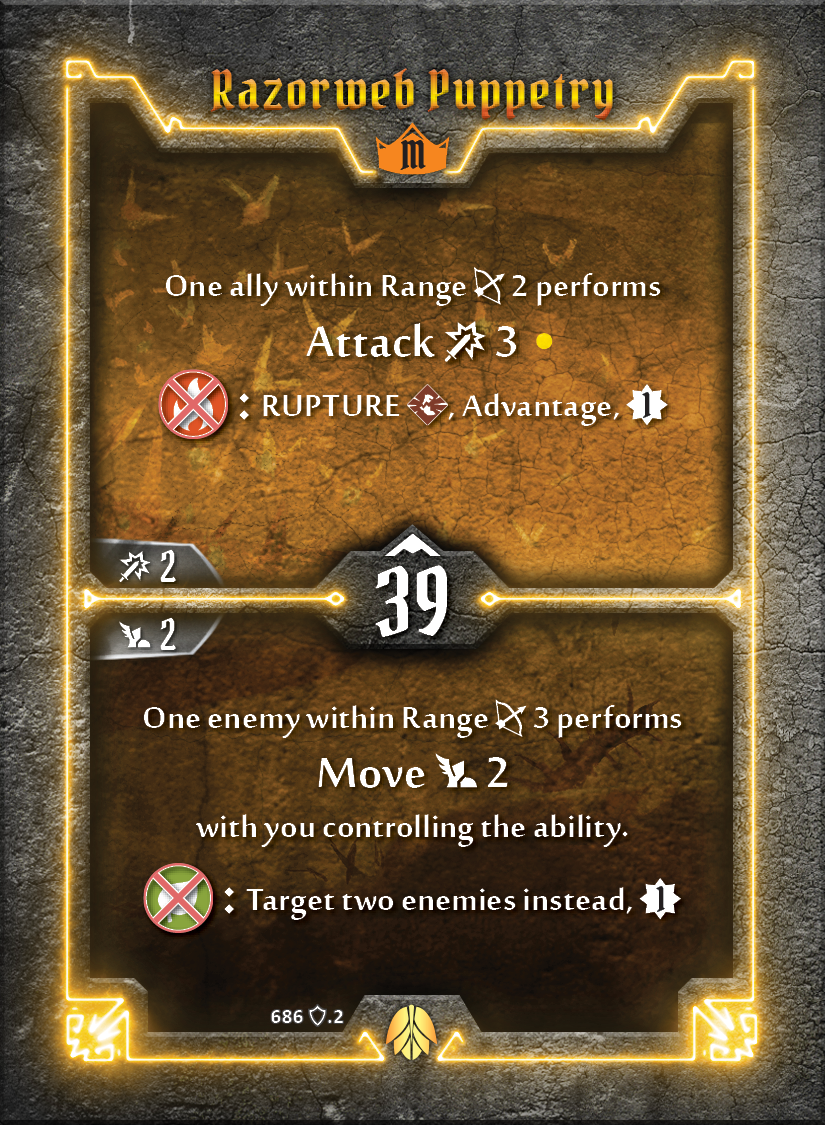 Razorweb Puppetry
M
One ally within Range 2 performs
Attack 3
: RUPTURE , Advantage, 1
2
39
2
One enemy within Range 3 performs
Move 2
with you controlling the ability.
: Target two enemies instead, 1
686 .2